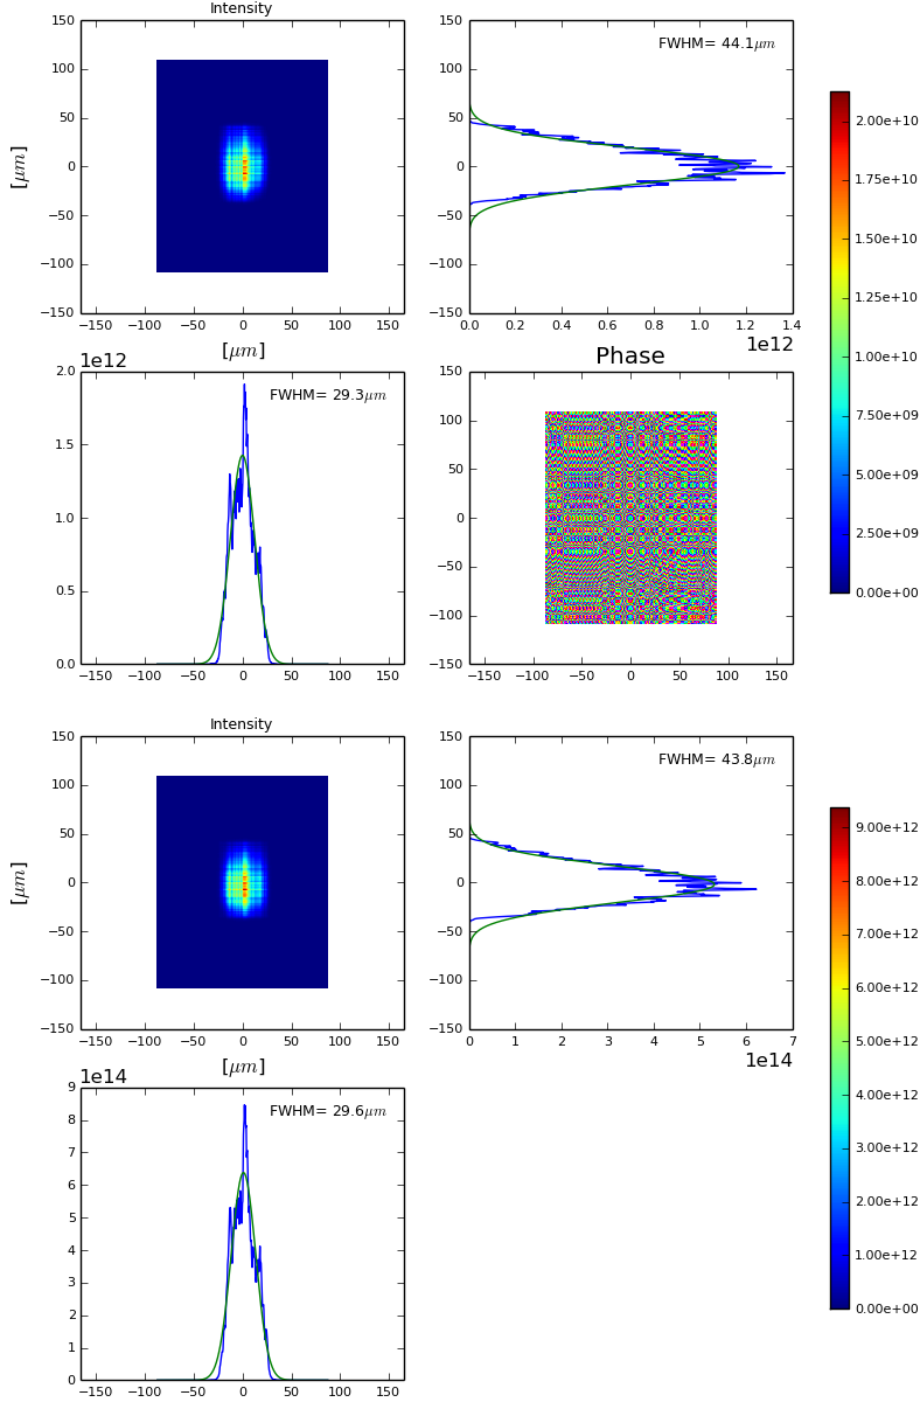 Intensity
150
100
50
0
−50
−100
−150
[μm]
−150 −100 −50 0 50 100 150
[μm]
FWHM= 44.1μm
150
100
50
0
−50
−100
−150
0.0 0.2 0.4 0.6 0.8 1.0 1.2 1.4
1e12
2.00e+10
1.75e+10
1.50e+10
1.25e+10
1.00e+10
7.50e+09
5.00e+09
2.50e+09
0.00e+00
1e12
FWHM= 29.3μm
2.0
1.5
1.0
0.5
0.0
−150 −100 −50 0 50 100 150
Phase
150
100
50
0
−50
−100
−150
−150 −100 −50 0 50 100 150
Intensity
150
100
50
0
−50
−100
−150
[μm]
−150 −100 −50 0 50 100 150
[μm]
FWHM= 43.8μm
150
100
50
0
−50
−100
−150
0 1 2 3 4 5 6 7
1e14
9.00e+12
8.00e+12
7.00e+12
6.00e+12
5.00e+12
4.00e+12
3.00e+12
2.00e+12
1.00e+12
0.00e+00
1e14
FWHM= 29.6μm
9
8
7
6
5
4
3
2
1
0
−150 −100 −50 0 50 100 150